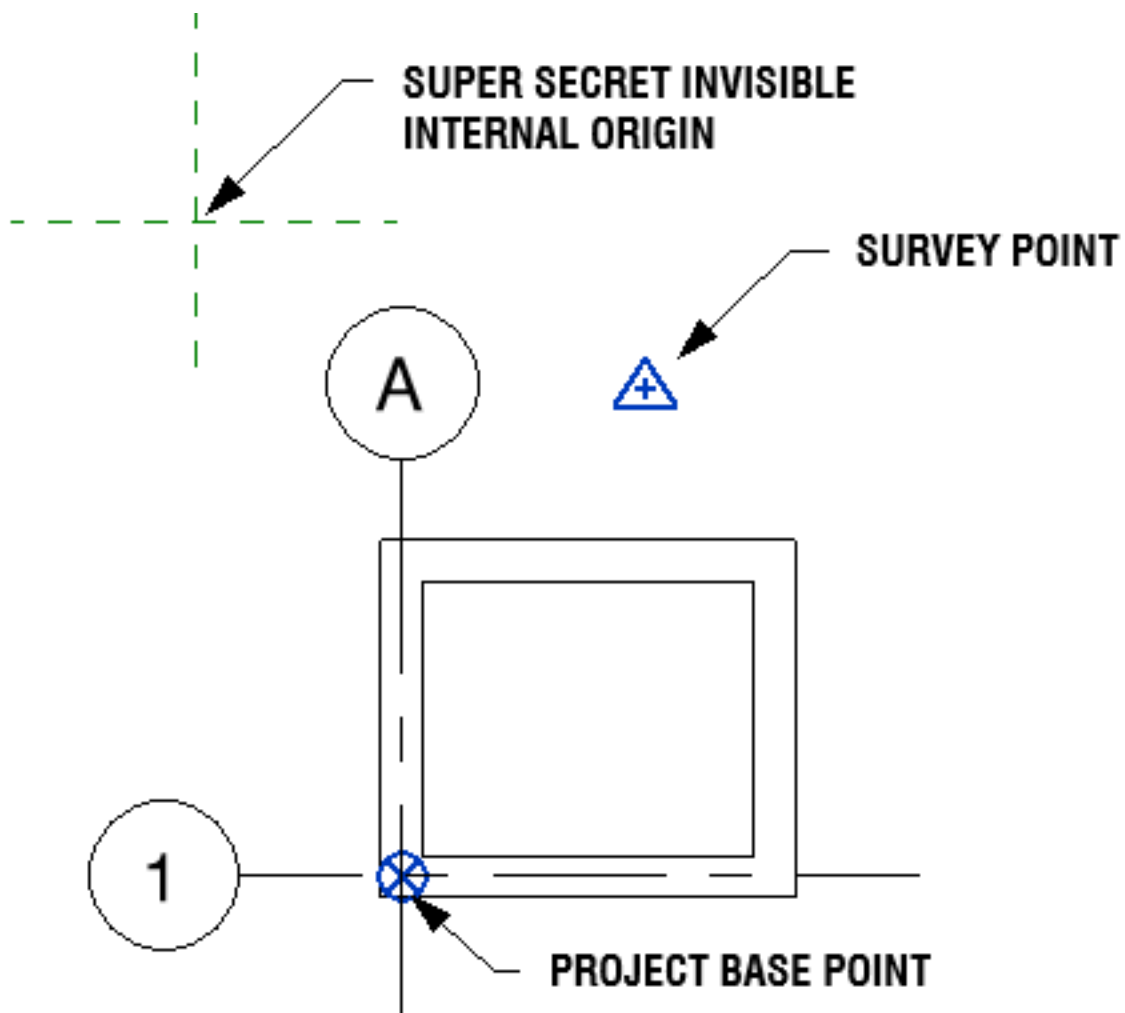 SUPER SECRET INVISIBLE
INTERNAL ORIGIN
SURVEY POINT
A
1
PROJECT BASE POINT